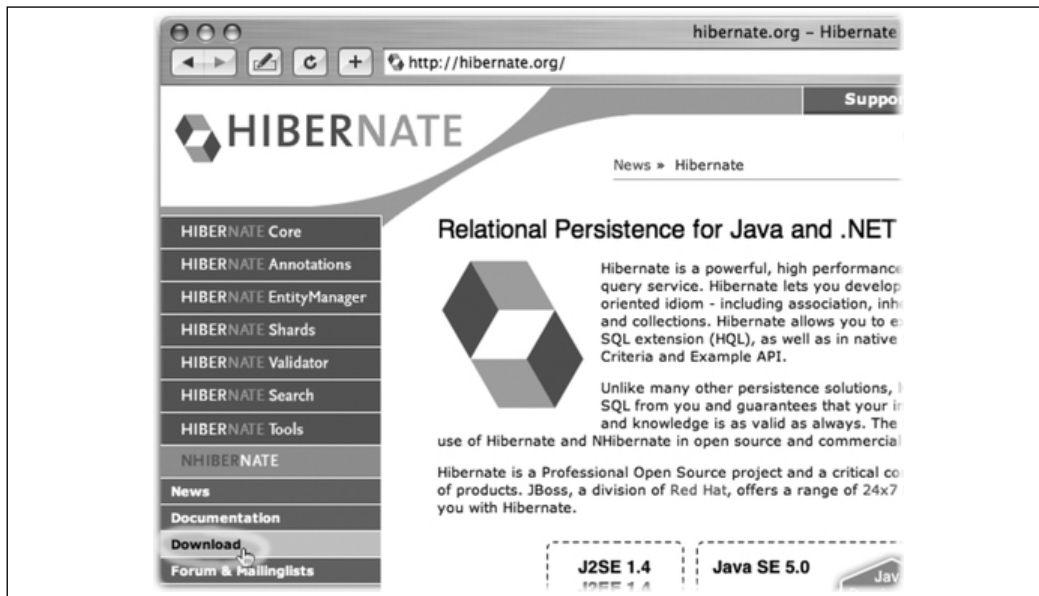 hibernate.org – Hibernate
http://hibernate.org/
HIBERNATE
News » Hibernate
HIBERNATE Core
HIBERNATE Annotations
HIBERNATE EntityManager
HIBERNATE Shards
HIBERNATE Validator
HIBERNATE Search
HIBERNATE Tools
NHIBERNATE
News
Documentation
Download
Forum & Mailinglists
Relational Persistence for Java and .NET
Hibernate is a powerful, high performance
query service. Hibernate lets you develop
oriented idiom - including association,
and collections. Hibernate allows you to
SQL extension (HQL), as well as in native
Criteria and Example API.
Unlike many other persistence solutions,
SQL from you and guarantees that your
and knowledge is as valid as always. The
use of Hibernate and NHibernate in open source and commercial
Hibernate is a Professional Open Source project and a critical
of products. JBoss, a division of Red Hat, offers a range of 24x7
you with Hibernate.
J2SE 1.4
Java SE 5.0